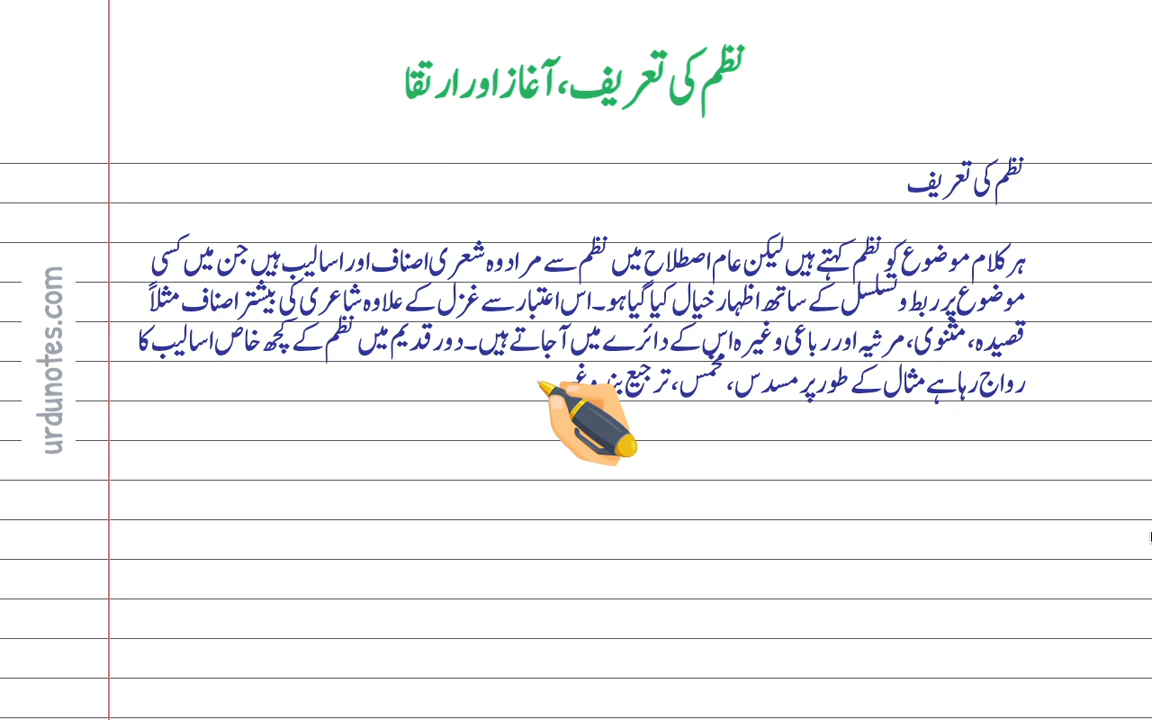 نظم کی تعریف، آغاز اور ارتقا
نظم کی تعریف
ہر کلام موضوع کو نظم کہتے ہیں لیکن عام اصطلاح میں نظم سے مراد وہ شعری اصناف اور اسالیب ہیں جن میں کسی
موضوع پر ربط و تسلسل کے ساتھ اظہار خیال کیا گیا ہو۔ اس اعتبار سے غزل کے علاوہ شاعری کی بیشتر اصناف مثلاً
قصیدہ، مثنوی، مرثیہ اور رباعی وغیرہ اس کے دائرے میں آ جاتے ہیں۔ دور قدیم میں نظم کے کچھ خاص اسالیب کا
رواج رہا ہے مثال کے طور پر مسدس، مخمس، ترجیع بند
urdunotes.com